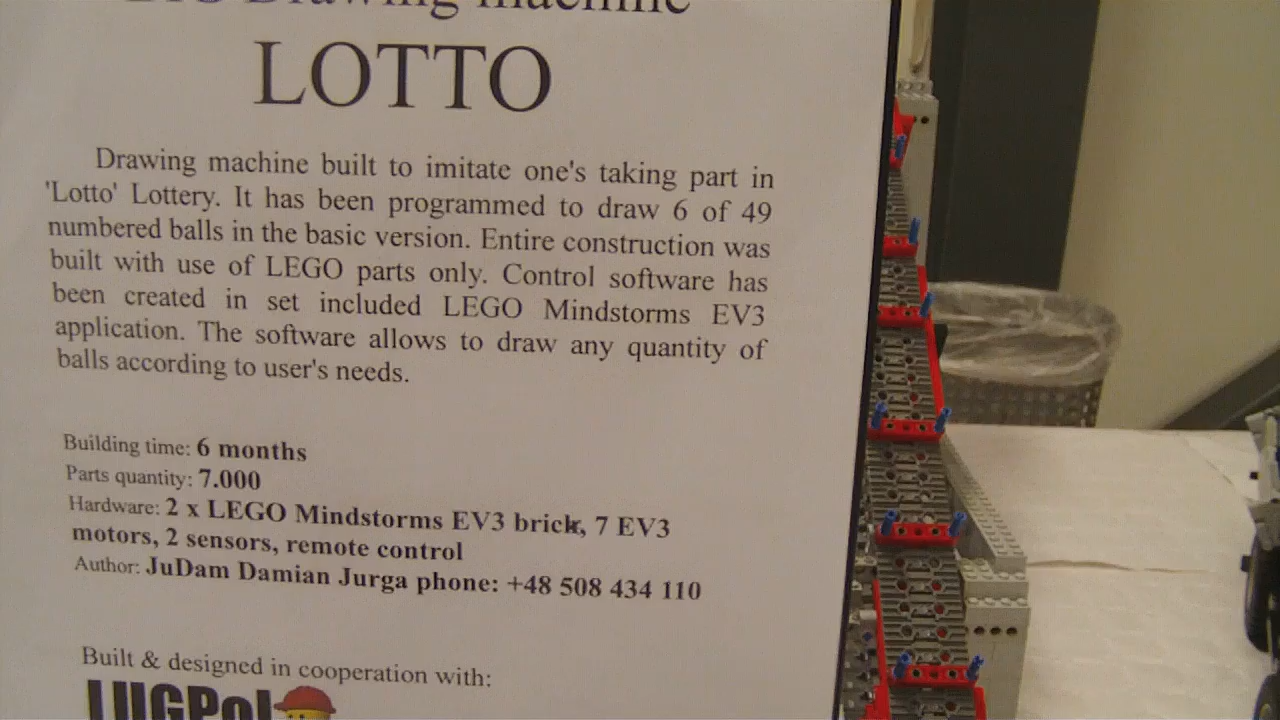 Drawing machine
LOTTO
Drawing machine built to imitate one's taking part in
'Lotto' Lottery. It has been programmed to draw 6 of 49
numbered balls in the basic version. Entire construction was
built with use of LEGO parts only. Control software has
been created in set included LEGO Mindstorms EV3
application. The software allows to draw any quantity of
balls according to user's needs.
Building time: 6 months
Parts quantity: 7.000
Hardware: 2 x LEGO Mindstorms EV3 brick, 7 EV3
motors, 2 sensors, remote control
Author: JuDam Damian Jurga phone: +48 508 434 110
Built & designed in cooperation with:
LUGPol